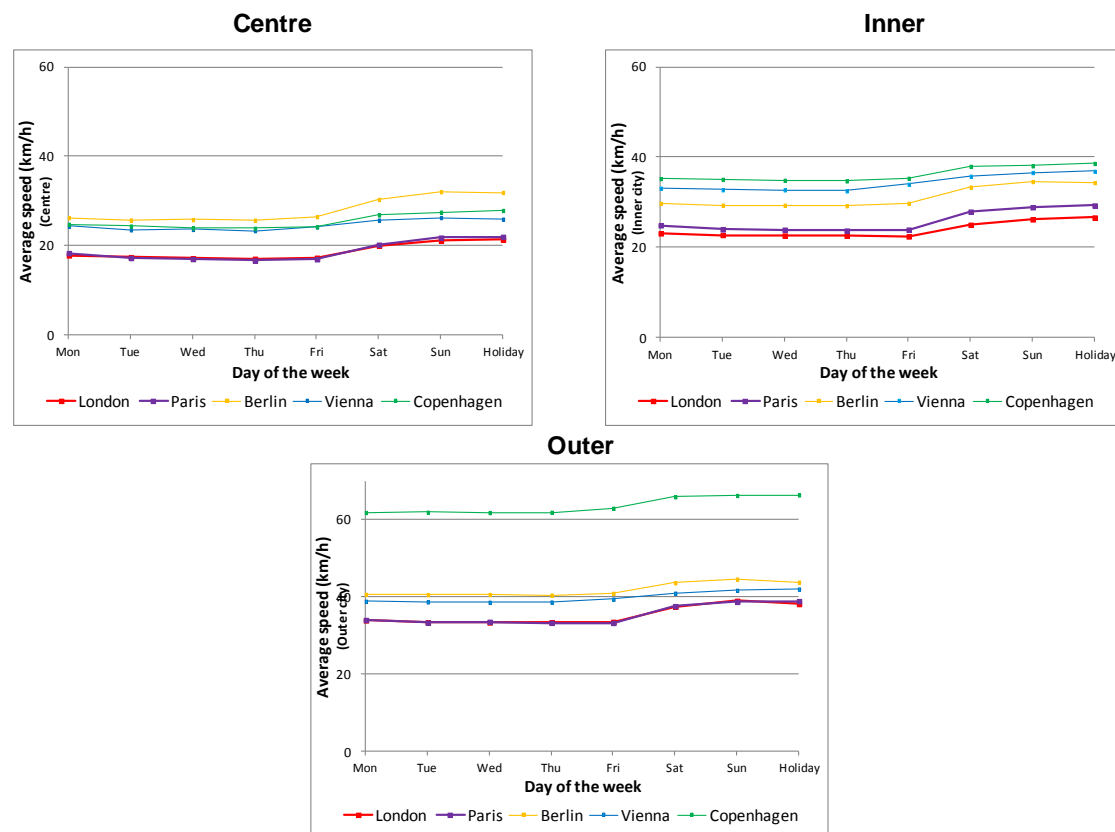 Centre
60
40
20
0
Average speed (km/h)
(Centre)
Mon Tue Wed Thu Fri Sat Sun Holiday
Day of the week
London Paris Berlin Vienna Copenhagen
Inner
60
40
20
0
Average speed (km/h)
(Inner city)
Mon Tue Wed Thu Fri Sat Sun Holiday
Day of the week
London Paris Berlin Vienna Copenhagen
Outer
60
40
20
0
Average speed (km/h)
(Outer city)
Mon Tue Wed Thu Fri Sat Sun Holiday
Day of the week
London Paris Berlin Vienna Copenhagen